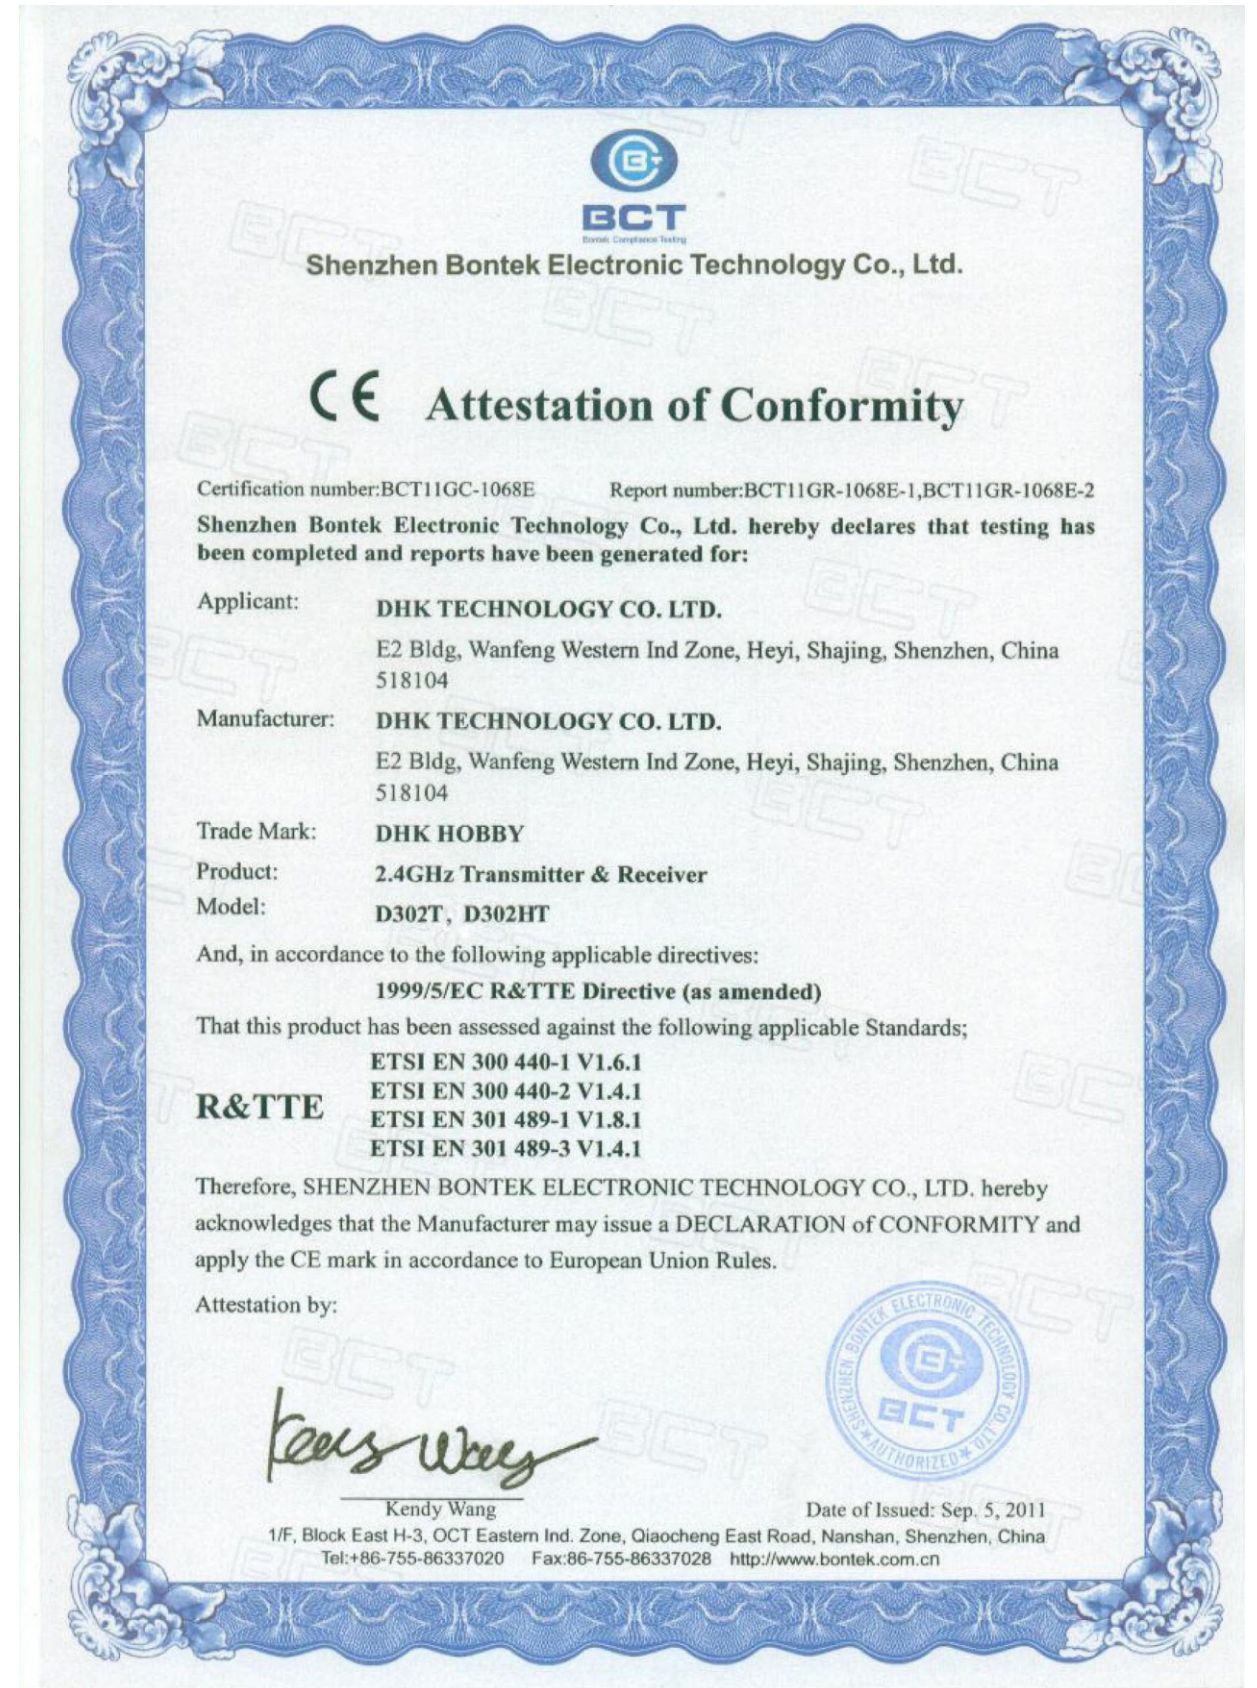 BCT
Bontek Compliance Testing
Shenzhen Bontek Electronic Technology Co., Ltd.
CE Attestation of Conformity
Certification number:BCT11GC-1068E Report number:BCT11GR-1068E-1,BCT11GR-1068E-2
Shenzhen Bontek Electronic Technology Co., Ltd. hereby declares that testing has
been completed and reports have been generated for:
Applicant: DHK TECHNOLOGY CO. LTD.
E2 Bldg, Wanfeng Western Ind Zone, Heyi, Shajing, Shenzhen, China
518104
Manufacturer: DHK TECHNOLOGY CO. LTD.
E2 Bldg, Wanfeng Western Ind Zone, Heyi, Shajing, Shenzhen, China
518104
Trade Mark: DHK HOBBY
Product: 2.4GHz Transmitter & Receiver
Model: D302T, D302HT
And, in accordance to the following applicable directives:
1999/5/EC R&TTE Directive (as amended)
That this product has been assessed against the following applicable Standards;
R&TTE
ETSI EN 300 440-1 V1.6.1
ETSI EN 300 440-2 V1.4.1
ETSI EN 301 489-1 V1.8.1
ETSI EN 301 489-3 V1.4.1
Therefore, SHENZHEN BONTEK ELECTRONIC TECHNOLOGY CO., LTD. hereby
acknowledges that the Manufacturer may issue a DECLARATION of CONFORMITY and
apply the CE mark in accordance to European Union Rules.
Attestation by:
SHENZHEN BONTEK ELECTRONIC TECHNOLOGY CO.,LTD
BCT
AUTHORIZED
Kendy Wang
Kendy Wang Date of Issued: Sep. 5, 2011
1/F, Block East H-3, OCT Eastern Ind. Zone, Qiaocheng East Road, Nanshan, Shenzhen, China
Tel:+86-755-86337020 Fax:86-755-86337028 http://www.bontek.com.cn